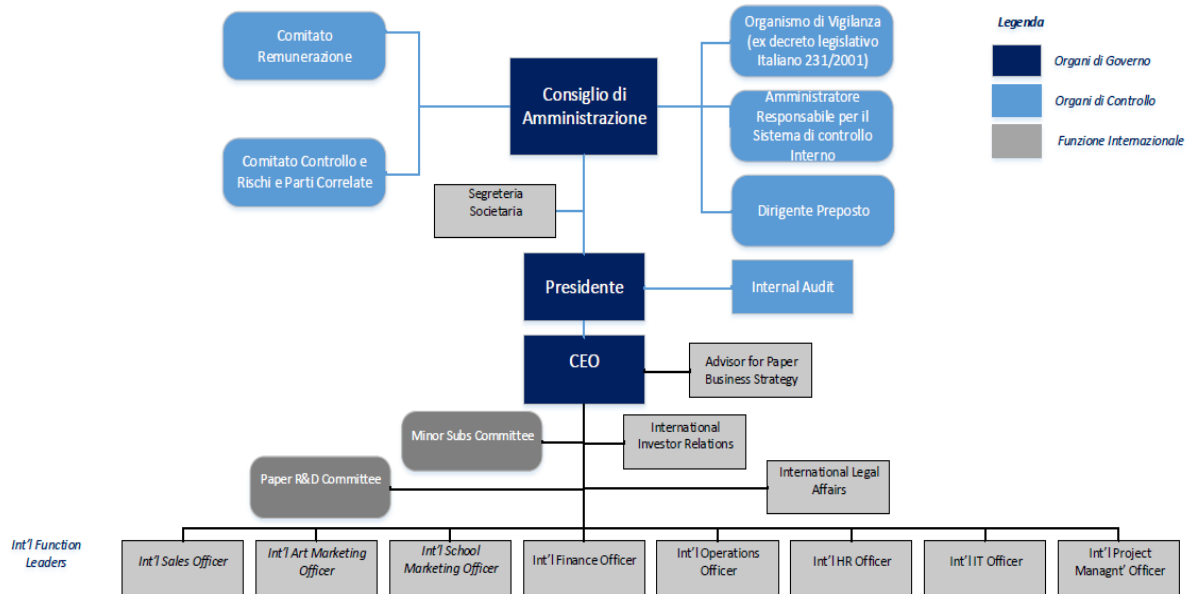 Comitato
Remunerazione
Organismo di Vigilanza
(ex decreto legislativo
Italiano 231/2001)
Legenda
Organi di Governo
Organi di Controllo
Funzione Internazionale
Consiglio di
Amministrazione
Amministratore
Responsabile per il
Sistema di controllo
Interno
Comitato Controllo e
Rischi e Parti Correlate
Segreteria
Societaria
Dirigente Preposto
Presidente
Internal Audit
CEO
Advisor for Paper
Business Strategy
Minor Subs Committee
International
Investor Relations
Paper R&D Committee
International Legal
Affairs
Int'l Function
Leaders
Int'l Sales Officer
Int'l Art Marketing
Officer
Int'l School
Marketing Officer
Int'l Finance Officer
Int'l Operations
Officer
Int'l HR Officer
Int'l IT Officer
Int'l Project
Managnt' Officer